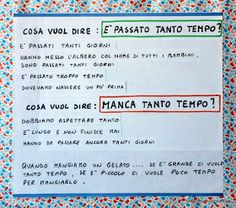 COSA VUOL DIRE: E' PASSATO TANTO TEMPO?
E' PASSATI TANTI GIORNI
HANNO MESSO L'ALBERO COL NOME DI TUTTI I BAMBINI,
SONO PASSATI TANTI GIORNI
E' PASSATO TROPPO TEMPO
DOVEVAMO NASCERE UN PO' PRIMA
COSA VUOL DIRE: MANCA TANTO TEMPO?
DOBBIAMO ASPETTARE TANTO
E' LUNGO E NON FINISCE MAI
HANNO DA PASSARE ANCORA TANTI GIORNI
QUANDO MANGIAMO UN GELATO.... SE E' GRANDE CI VUOLE
TANTO TEMPO, SE E' PICCOLO CI VUOLE POCO TEMPO
PER MANGIARLO.